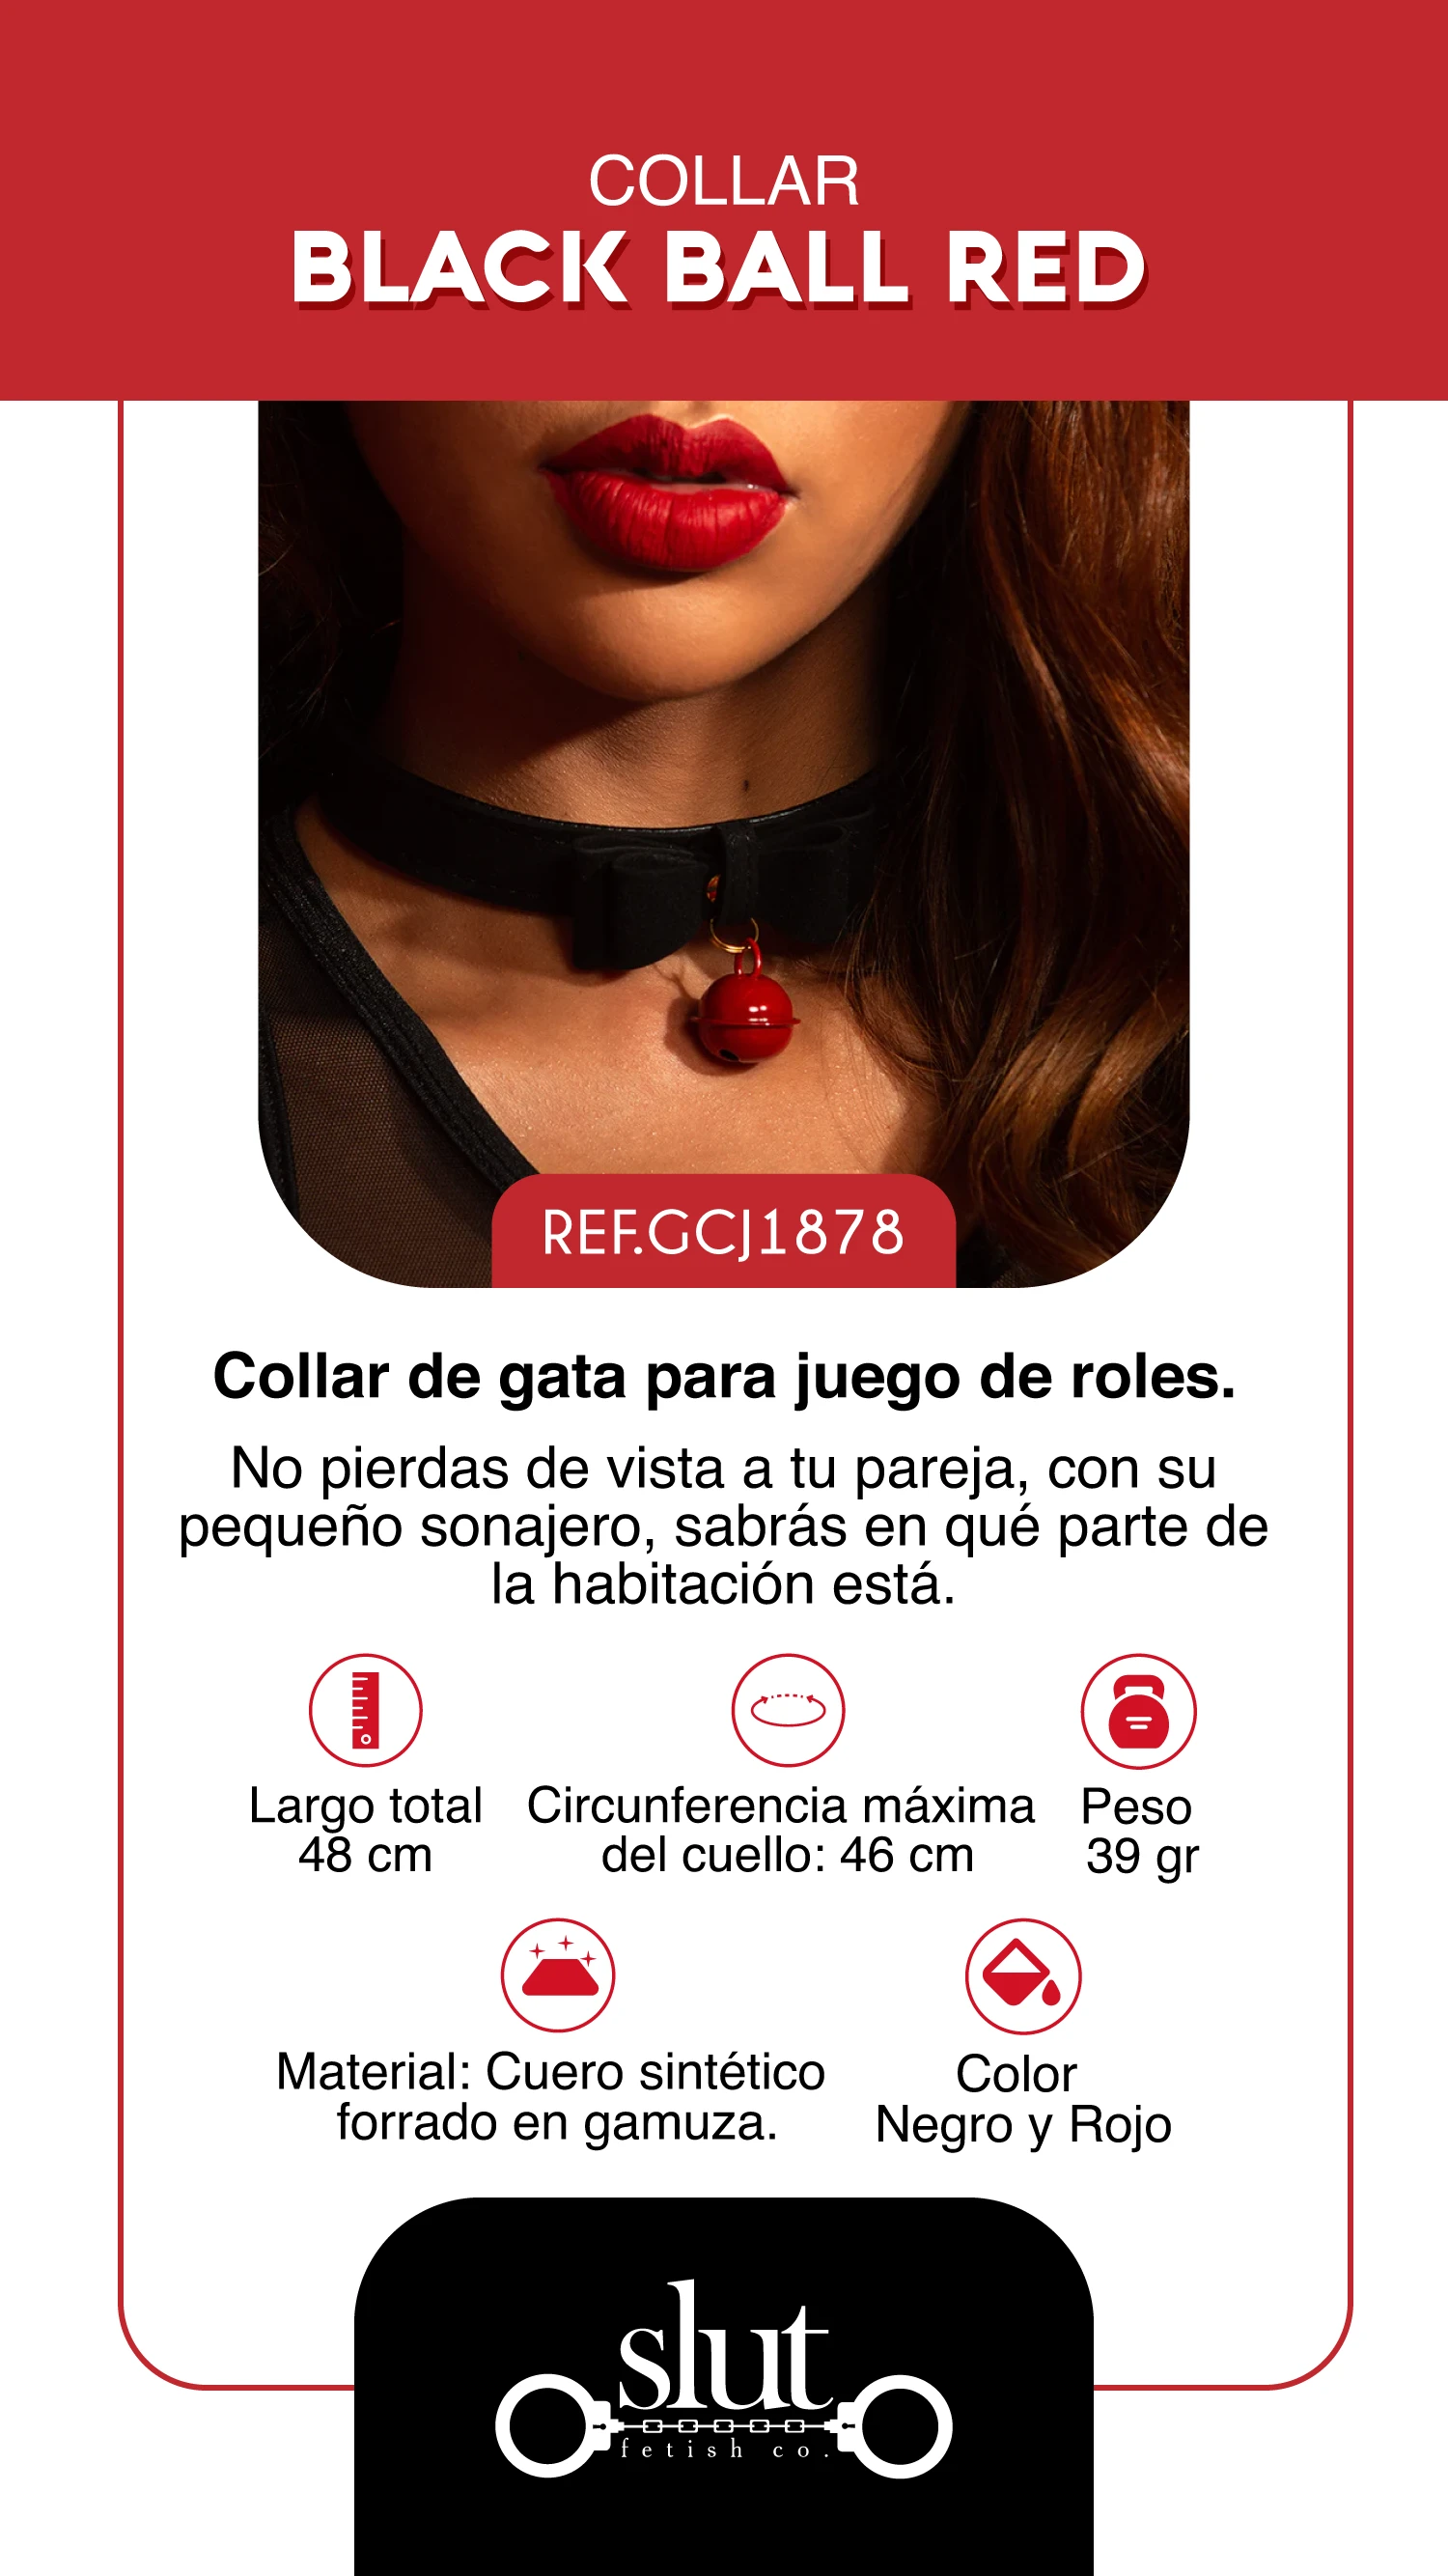 COLLAR
BLACK BALL RED
REF.GCJ1878
Collar de gata para juego de roles.
No pierdas de vista a tu pareja, con su
pequeño sonajero, sabrás en qué parte de
la habitación está.
Largo total
48 cm
Circunferencia máxima
del cuello: 46 cm
Peso
39 gr
Material: Cuero sintético
forrado en gamuza.
Color
Negro y Rojo
slut
fetish co.